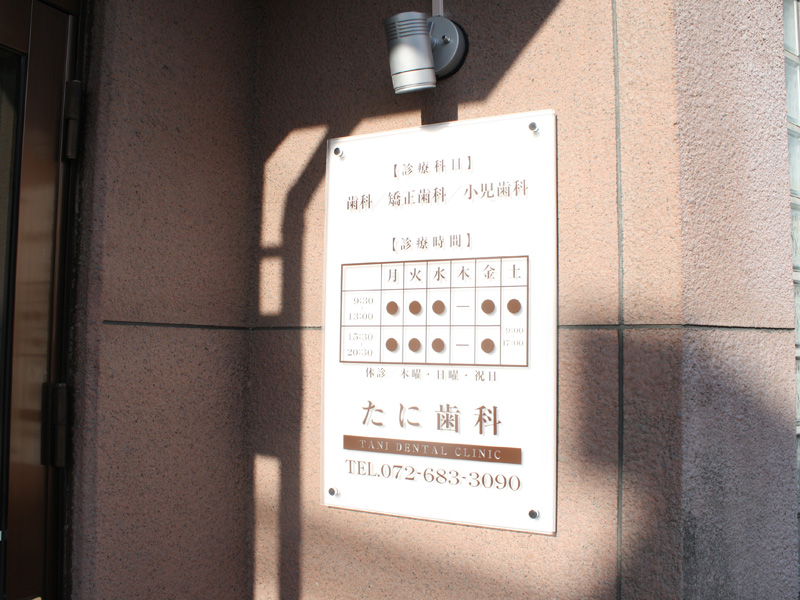 【診療科目】
歯科／矯正歯科／小児歯科
【診療時間】
月 火 水 木 金 土
9:30 13:00 ● ● ● — ● ●
15:30 20:30 ● ● ● — ● 9:00 17:00
休診 木曜・日曜・祝日
たに歯科
TANI DENTAL CLINIC
TEL.072-683-3090